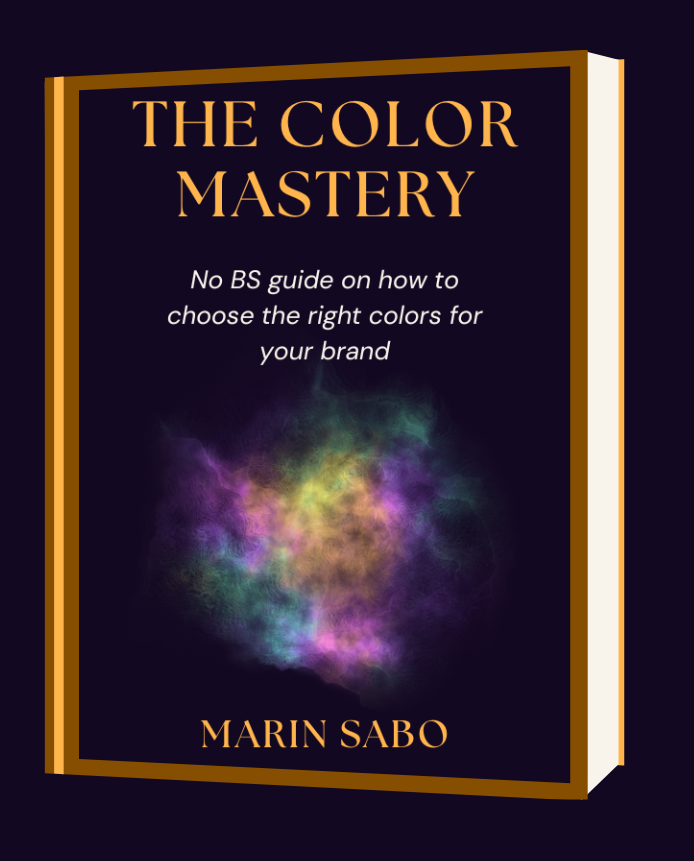 THE COLOR
MASTERY
No BS guide on how to
choose the right colors for
your brand
MARIN SABO